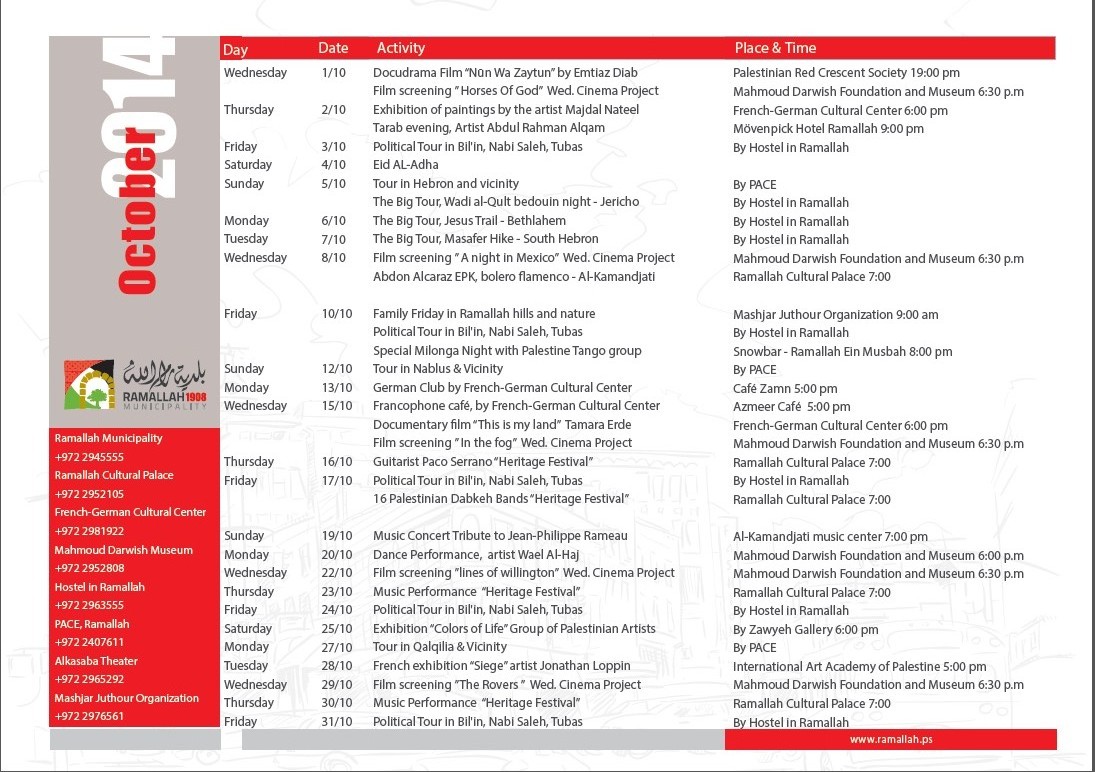 October 2014
Day Date Activity Place & Time
Wednesday 1/10 Docudrama Film “Nūn Wa Zaytun” by Emtiaz Diab Palestinian Red Crescent Society 19:00 pm
Film screening ” Horses Of God” Wed. Cinema Project Mahmoud Darwish Foundation and Museum 6:30 p.m
Thursday 2/10 Exhibition of paintings by the artist Majdal Nateel French-German Cultural Center 6:00 pm
Tarab evening, Artist Abdul Rahman Alqam Mövenpick Hotel Ramallah 9:00 pm
Friday 3/10 Political Tour in Bil'in, Nabi Saleh, Tubas By Hostel in Ramallah
Saturday 4/10 Eid AL-Adha
Sunday 5/10 Tour in Hebron and vicinity By PACE
The Big Tour, Wadi al-Qult bedouin night - Jericho By Hostel in Ramallah
Monday 6/10 The Big Tour, Jesus Trail - Bethlahem By Hostel in Ramallah
Tuesday 7/10 The Big Tour, Masafer Hike - South Hebron By Hostel in Ramallah
Wednesday 8/10 Film screening ” A night in Mexico” Wed. Cinema Project Mahmoud Darwish Foundation and Museum 6:30 p.m
Abdon Alcaraz EPK, bolero flamenco - Al-Kamandjati Ramallah Cultural Palace 7:00
Friday 10/10 Family Friday in Ramallah hills and nature Mashjar Juthour Organization 9:00 am
Political Tour in Bil'in, Nabi Saleh, Tubas By Hostel in Ramallah
Special Milonga Night with Palestine Tango group Snowbar - Ramallah Ein Musbah 8:00 pm
Sunday 12/10 Tour in Nablus & Vicinity By PACE
Monday 13/10 German Club by French-German Cultural Center Café Zamn 5:00 pm
Wednesday 15/10 Francophone café, by French-German Cultural Center Azmeer Café 5:00 pm
Documentary film “This is my land” Tamara Erde French-German Cultural Center 6:00 pm
Film screening ” In the fog” Wed. Cinema Project Mahmoud Darwish Foundation and Museum 6:30 p.m
Thursday 16/10 Guitarist Paco Serrano “Heritage Festival” Ramallah Cultural Palace 7:00
Friday 17/10 Political Tour in Bil'in, Nabi Saleh, Tubas By Hostel in Ramallah
16 Palestinian Dabkeh Bands “Heritage Festival” Ramallah Cultural Palace 7:00
Sunday 19/10 Music Concert Tribute to Jean-Philippe Rameau Al-Kamandjati music center 7:00 pm
Monday 20/10 Dance Performance, artist Wael Al-Haj Mahmoud Darwish Foundation and Museum 6:00 p.m
Wednesday 22/10 Film screening ”lines of willington” Wed. Cinema Project Mahmoud Darwish Foundation and Museum 6:30 p.m
Thursday 23/10 Music Performance “Heritage Festival” Ramallah Cultural Palace 7:00
Friday 24/10 Political Tour in Bil'in, Nabi Saleh, Tubas By Hostel in Ramallah
Saturday 25/10 Exhibition “Colors of Life” Group of Palestinian Artists By Zawyeh Gallery 6:00 pm
Monday 27/10 Tour in Qalqilia & Vicinity By PACE
Tuesday 28/10 French exhibition “Siege” artist Jonathan Loppin International Art Academy of Palestine 5:00 pm
Wednesday 29/10 Film screening ”The Rovers ” Wed. Cinema Project Mahmoud Darwish Foundation and Museum 6:30 p.m
Thursday 30/10 Music Performance “Heritage Festival” Ramallah Cultural Palace 7:00
Friday 31/10 Political Tour in Bil'in, Nabi Saleh, Tubas By Hostel in Ramallah
بلدية رام الله
RAMALLAH 1908
MUNICIPALITY
Ramallah Municipality
+972 2945555
Ramallah Cultural Palace
+972 2952105
French-German Cultural Center
+972 2981922
Mahmoud Darwish Museum
+972 2952808
Hostel in Ramallah
+972 2963555
PACE, Ramallah
+972 2407611
Alkasaba Theater
+972 2965292
Mashjar Juthour Organization
+972 2976561
www.ramallah.ps